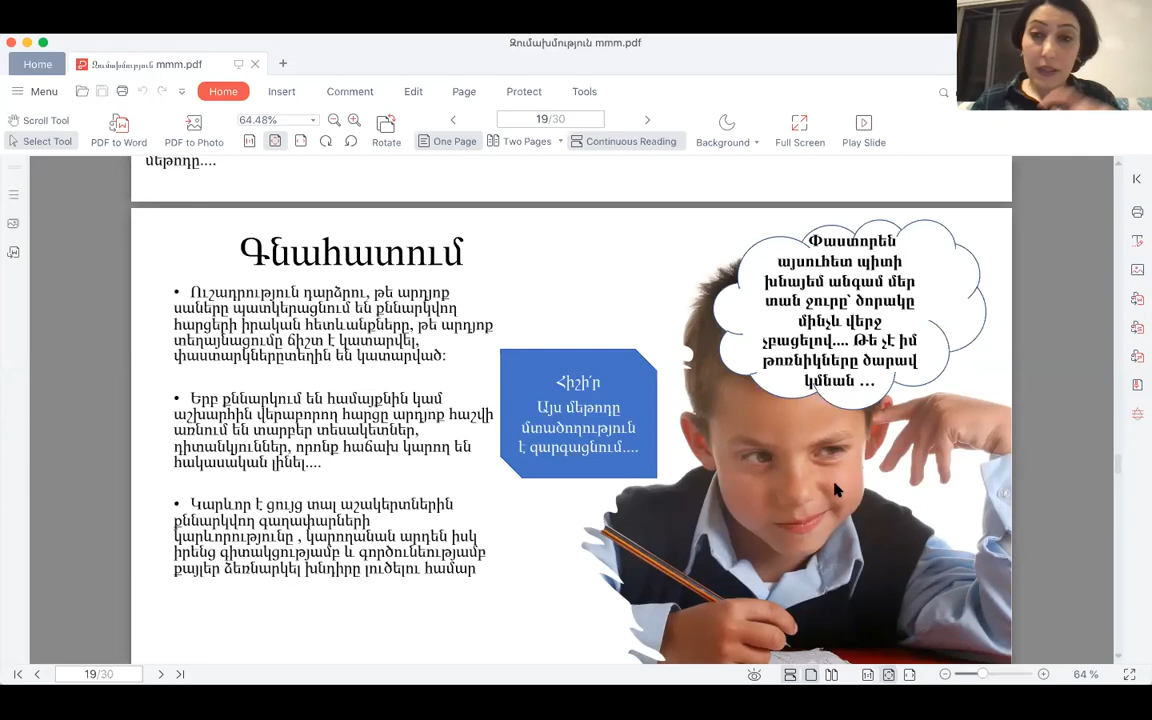 Զումախմություն mmm.pdf
Home
Զումախմություն mmm.pdf
Menu
Home
Insert
Comment
Edit
Page
Protect
Tools
Scroll Tool
Select Tool
PDF to Word
PDF to Photo
64.48%
Rotate
19/30
One Page
Two Pages
Continuous Reading
Background
Full Screen
Play Slide
մեթոդը....
Գնահատում
• Ուշադրություն դարձրու, թե արդյոք
սաները պատկերացնում են քննարկվող
հարցերի իրական հետևանքները, թե արդյոք
տեղայնացումը ճիշտ է կատարվել,
փաստարկներըտեղին են կատարված:
• Երբ քննարկում են համայքնին կամ
աշխարհին վերաբորող հարցը արդյոք հաշվի
առնում են տարբեր տեսակետներ,
դիտանկյուններ, որոնք հաճախ կարող են
հակասական լինել....
• Կարևոր է ցույց տալ աշակերտներին
քննարկվող գաղափարների
կարևորությունը , կարողանան արդեն իսկ
իրենց գիտակցությամբ և գործունեությամբ
քայլեր ձեռնարկել խնդիրը լուծելու համար
Հիշի՛ր
Այս մեթոդը
մտածողություն
է զարգացնում....
Փաստորեն
այսուհետ պիտի
խնայեմ անգամ մեր
տան ջուրը՝ ծորակը
մինչև վերջ
չբացելով.... Թե չէ իմ
թոռնիկները ծարավ
կմնան ...
19/30
64 %